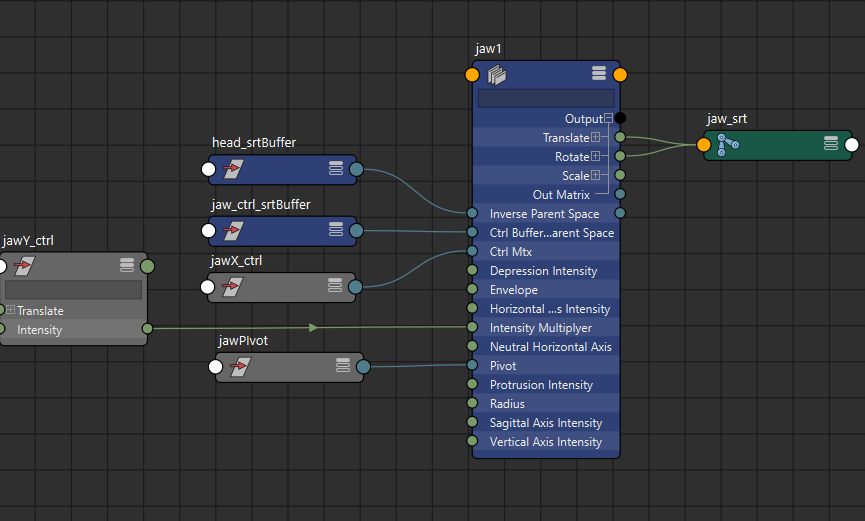 jaw1
jaw_srt
Output
Translate
Rotate
Scale
Out Matrix
head_srtBuffer
jaw_ctrl_srtBuffer
jawX_ctrl
jawY_ctrl
Translate
Intensity
jawPIvot
Inverse Parent Space
Ctrl Buffer...arent Space
Ctrl Mtx
Depression Intensity
Envelope
Horizontal ...s Intensity
Intensity Multiplyer
Neutral Horizontal Axis
Pivot
Protrusion Intensity
Radius
Sagittal Axis Intensity
Vertical Axis Intensity